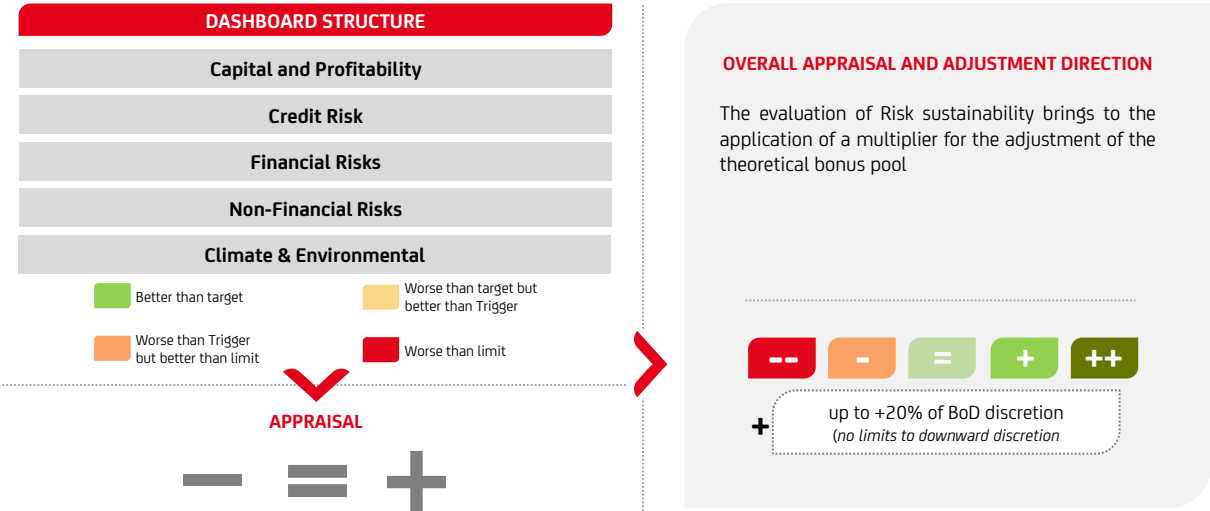 DASHBOARD STRUCTURE
Capital and Profitability
Credit Risk
Financial Risks
Non-Financial Risks
Climate & Environmental
Better than target
Worse than target but
better than Trigger
Worse than Trigger
but better than limit
Worse than limit
APPRAISAL
− = +
OVERALL APPRAISAL AND ADJUSTMENT DIRECTION
The evaluation of Risk sustainability brings to the
application of a multiplier for the adjustment of the
theoretical bonus pool
-- - = + ++
+
up to +20% of BoD discretion
(no limits to downward discretion